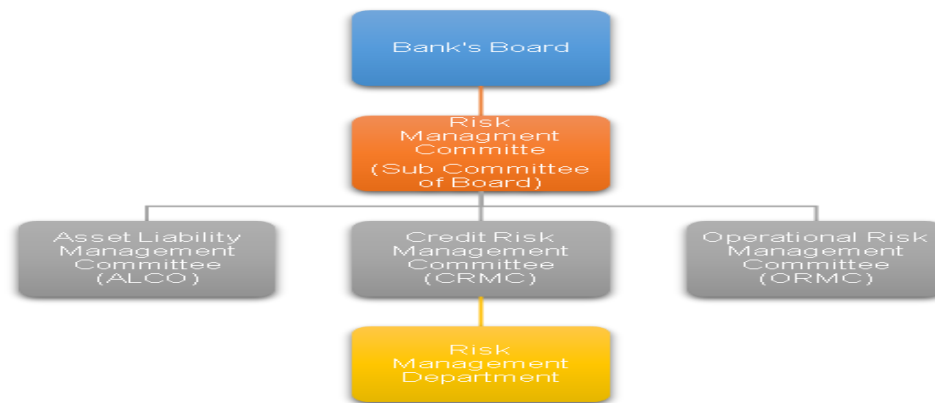 Bank's Board
Risk
Managment
Committe
(Sub Committee
of Board)
Asset Liability
Management
Committee
(ALCO)
Credit Risk
Management
Committee
(CRMC)
Operational Risk
Management
Committee
(ORMC)
Risk
Management
Department